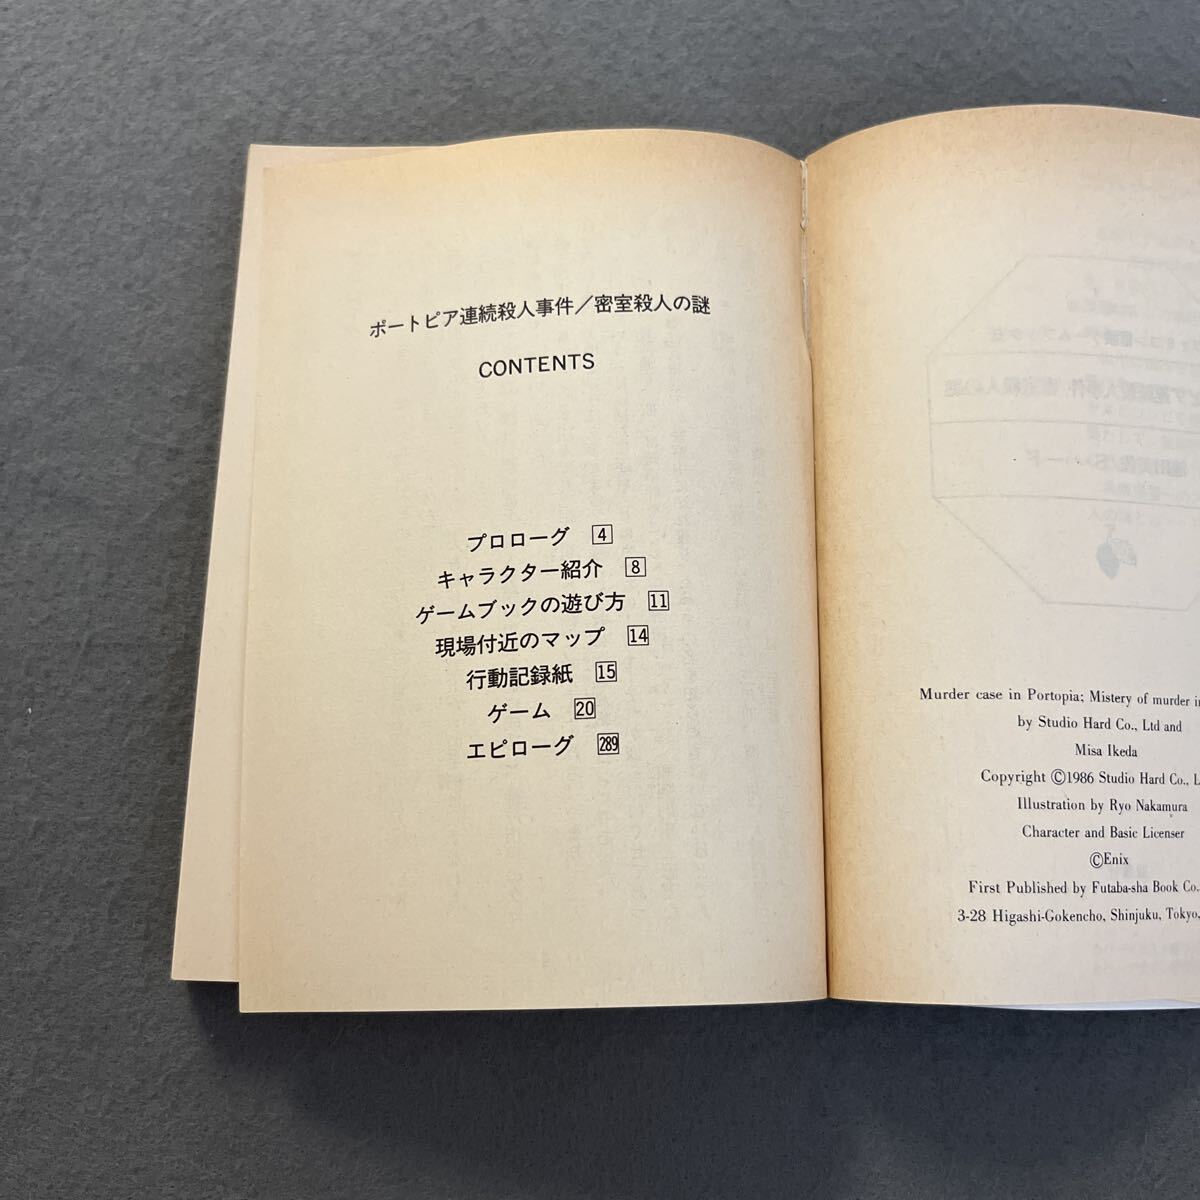 ポートピア連続殺人事件／密室殺人の謎
CONTENTS
プロローグ 4
キャラクター紹介 8
ゲームブックの遊び方 11
現場付近のマップ 14
行動記録紙 15
ゲーム 20
エピローグ 289
Murder case in Portopia; Mistery of murder
by Studio Hard Co., Ltd and
Misa Ikeda
Copyright ©1986 Studio Hard Co.,
Illustration by Ryo Nakamura
Character and Basic Licenser
©Enix
First Published by Futaba-sha Book Co.
3-28 Higashi-Gokencho, Shinjuku, Tokyo,